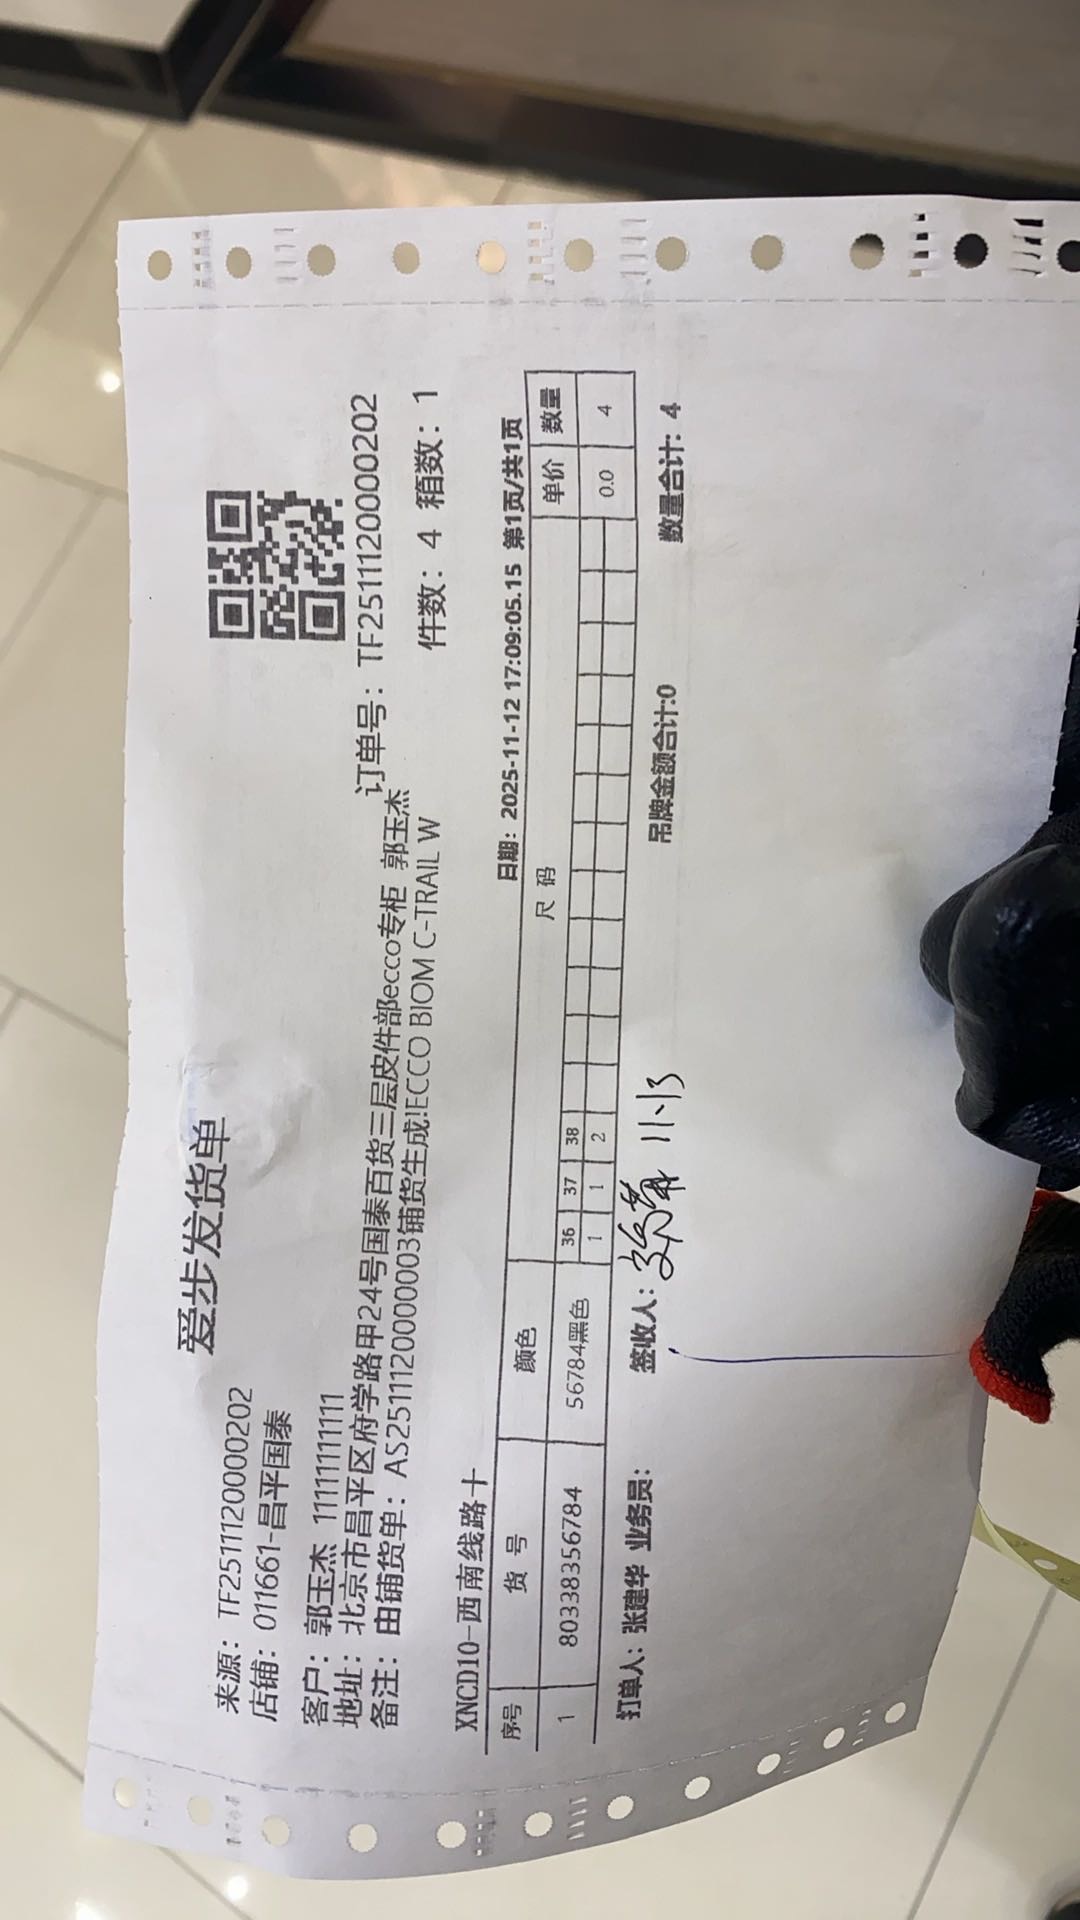 爱步发货单
来源：TF251112000202
店铺：011661-昌平国泰
客户：郭玉杰 11111111111
订单号：TF251112000202
地址：北京市昌平区府学路甲24号国泰百货三层皮件部ecco专柜 郭玉杰
备注：由铺货单：AS251112000003铺货生成!ECCO BIOM C-TRAIL W
件数：4 箱数：1
XNCD10-西南线路十
日期：2025-11-12 17:09:05.15 第1页/共1页
序号 货号 颜色 尺码 单价 数量
36 37 38
1 80338356784 56784黑色 1 1 2 0.0 4
打单人：张建华 业务员： 签收人： 11-13 吊牌金额合计:0 数量合计: 4